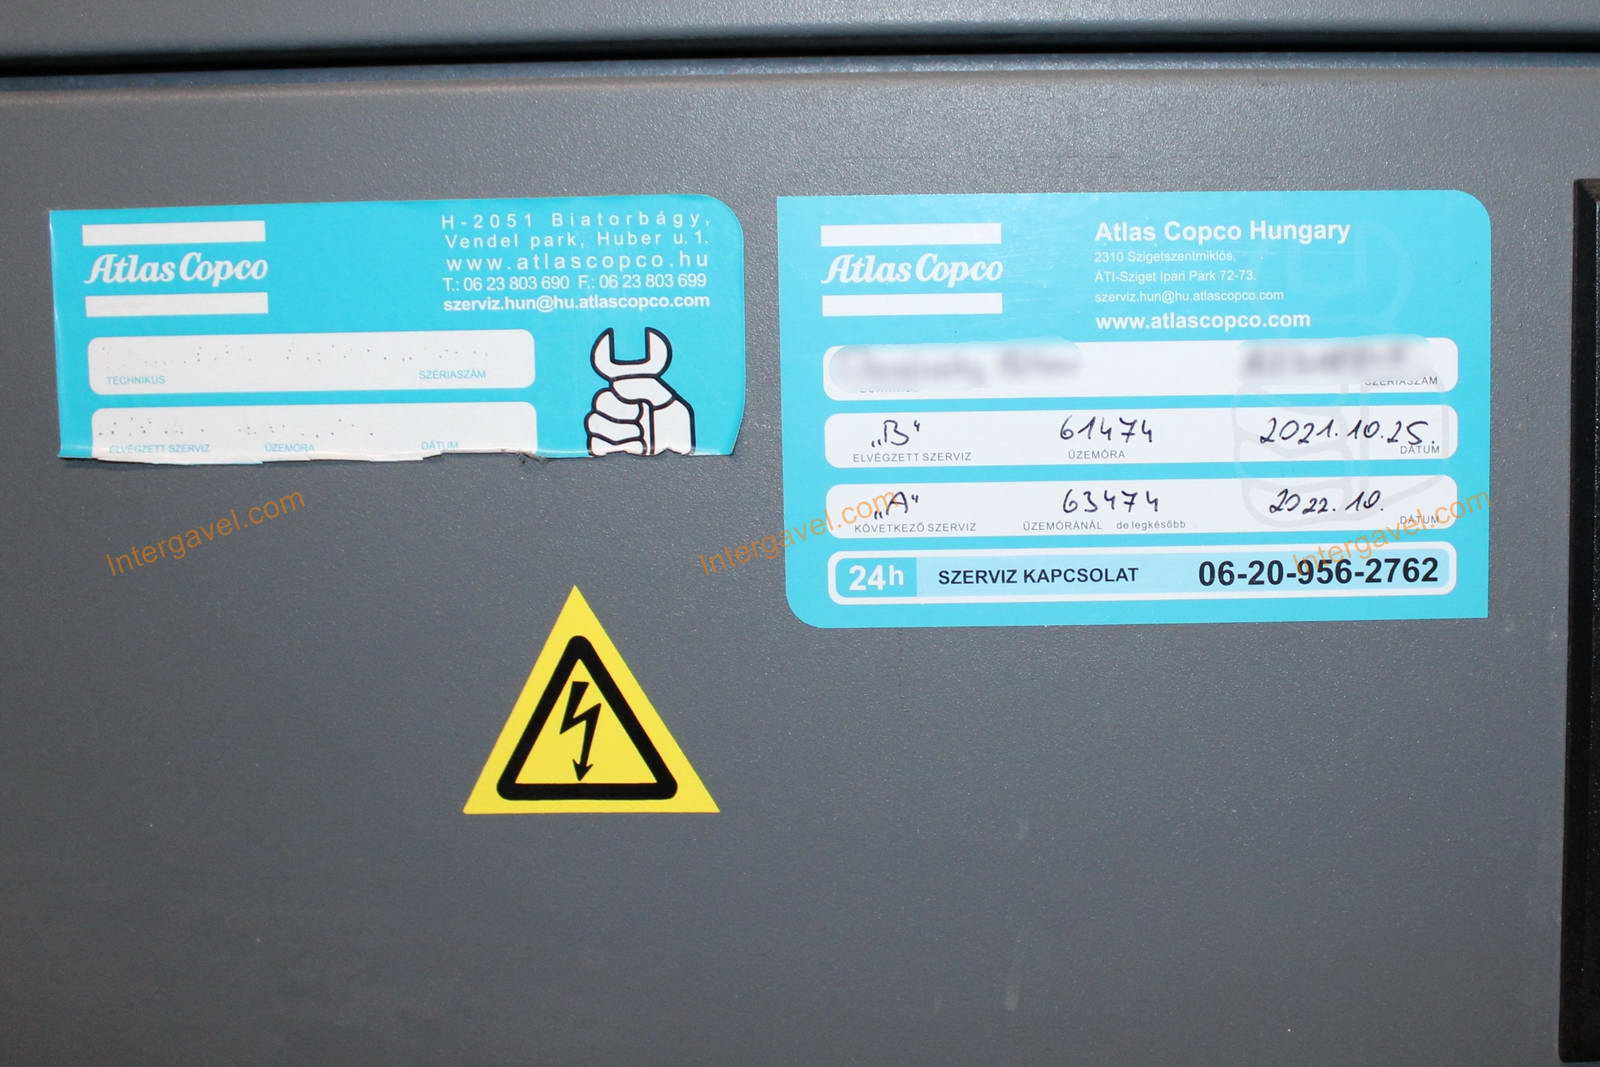 Atlas Copco
H-2051 Biatorbágy,
Vendel park, Huber u. 1.
www.atlascopco.hu
T.: 06 23 803 690 F.: 06 23 803 699
szerviz.hun@hu.atlascopco.com
TECHNIKUS SZÉRIASZÁM
ELVÉGZETT SZERVIZ ÜZEMÓRA DÁTUM
Atlas Copco
Atlas Copco Hungary
2310 Szigetszentmiklós,
ÁTI-Sziget Ipari Park 72-73.
szerviz.hun@hu.atlascopco.com
www.atlascopco.com
SZÉRIASZÁM
„B" 61474 2021.10.25.
ELVÉGZETT SZERVIZ ÜZEMÓRA DÁTUM
„A" 63474 2022.10.
KÖVETKEZŐ SZERVIZ ÜZEMÓRÁNÁL de legkésőbb DÁTUM
24h SZERVIZ KAPCSOLAT 06-20-956-2762
Intergavel.com
Intergavel.com
Intergavel.com